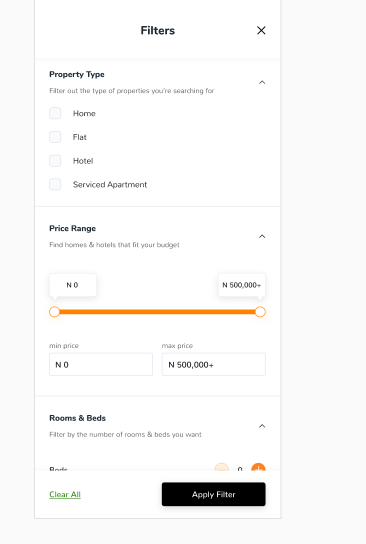 Filters
Property Type
Filter out the type of properties you're searching for
Home
Flat
Hotel
Serviced Apartment
Price Range
Find homes & hotels that fit your budget
N 0
N 500,000+
min price
max price
N 0
N 500,000+
Rooms & Beds
Filter by the number of rooms & beds you want
Beds
0
Clear All
Apply Filter